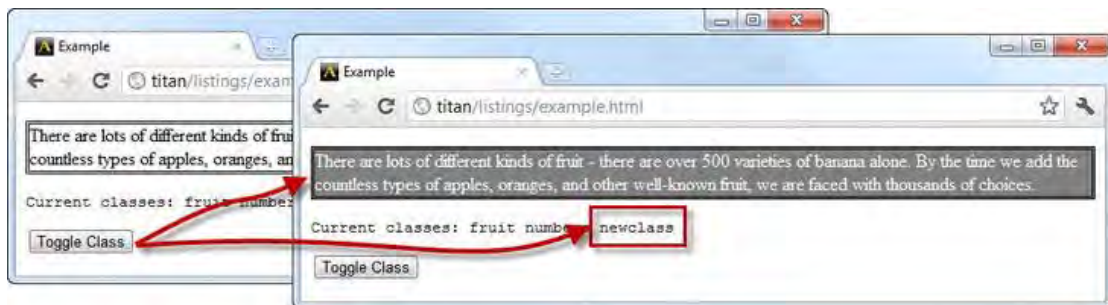 Example
titan/listings/exam
There are lots of different kinds of frui
countless types of apples, oranges, an
Current classes: fruit number
Toggle Class
Example
titan/listings/example.html
There are lots of different kinds of fruit - there are over 500 varieties of banana alone. By the time we add the
countless types of apples, oranges, and other well-known fruit, we are faced with thousands of choices.
Current classes: fruit numbers newclass
Toggle Class